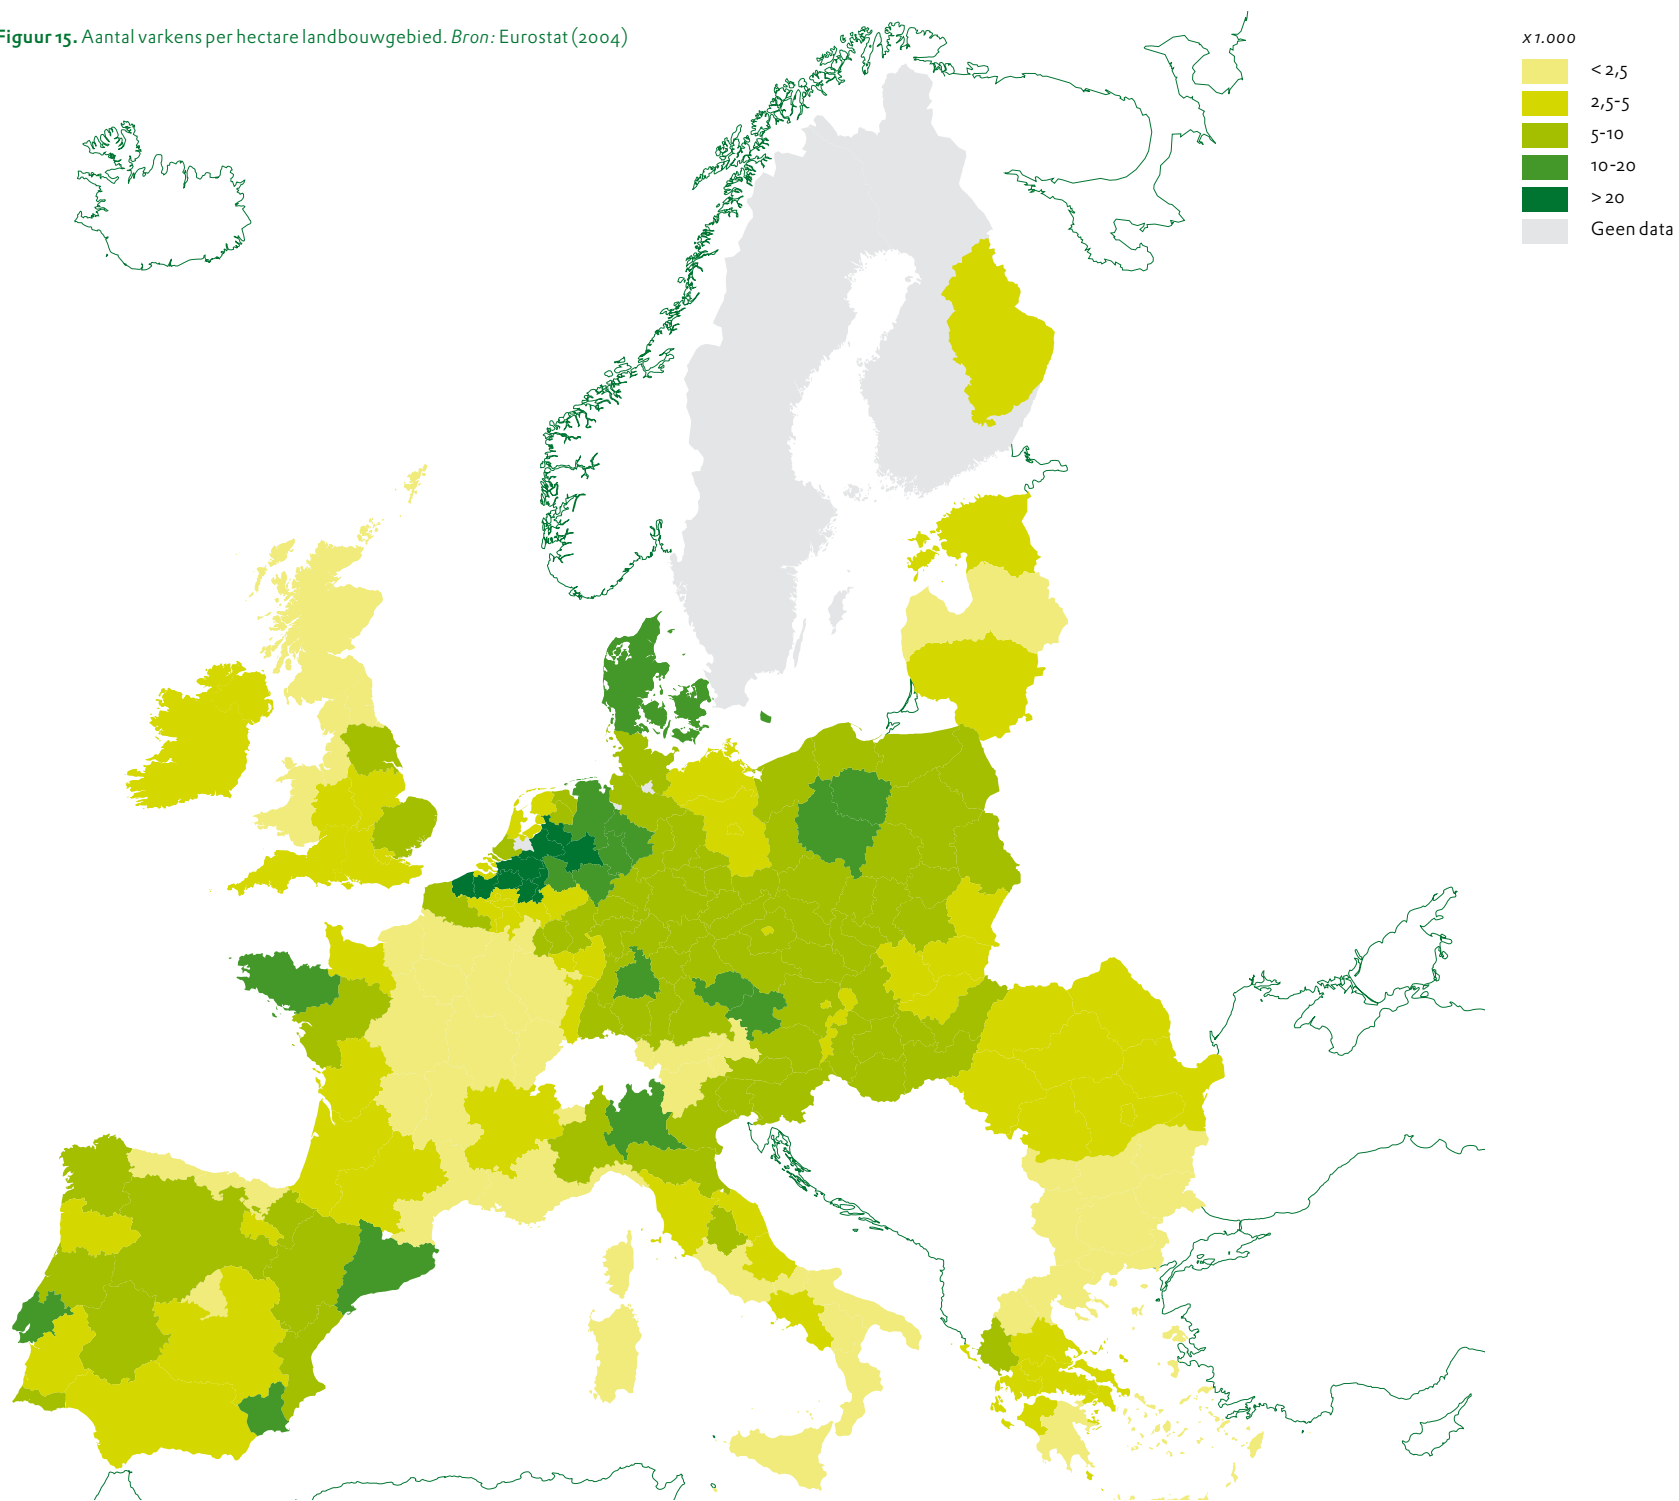 Figuur 15. Aantal varkens per hectare landbouwgebied. Bron: Eurostat (2004)
x 1.000
< 2,5
2,5-5
5-10
10-20
> 20
Geen data